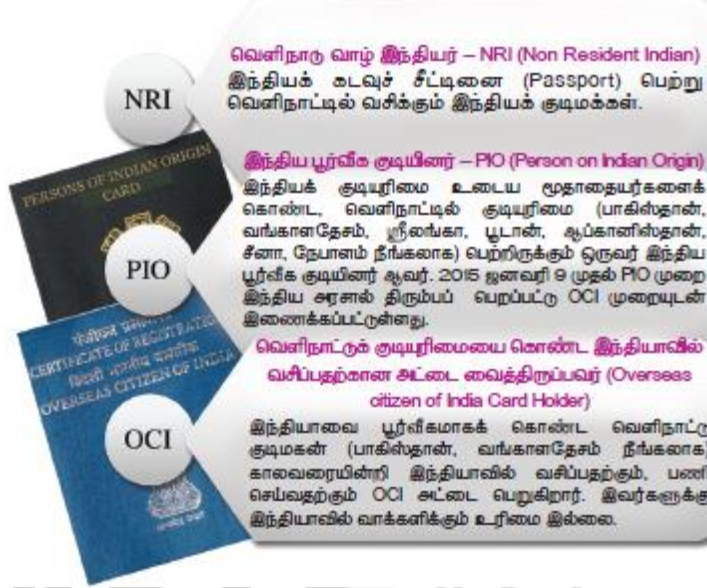 NRI
வெளிநாடு வாழ் இந்தியர் – NRI (Non Resident Indian)
இந்தியக் கடவுச் சீட்டினை (Passport) பெற்று
வெளிநாட்டில் வசிக்கும் இந்தியக் குடிமக்கள்.
PERSONS OF INDIAN ORIGIN
CARD
PIO
இந்திய பூர்வீக குடியினர் – PIO (Person on Indian Origin)
இந்தியக் குடியுரிமை உடைய மூதாதையர்களைக்
கொண்ட, வெளிநாட்டில் குடியுரிமை (பாகிஸ்தான்,
வங்காளதேசம், ஸ்ரீலங்கா, பூடான், ஆப்கானிஸ்தான்,
சீனா, நேபாளம் நீங்கலாக) பெற்றிருக்கும் ஒருவர் இந்திய
பூர்வீக குடியினர் ஆவர். 2015 ஜனவரி 9 முதல் PIO முறை
இந்திய அரசால் திரும்பப் பெறப்பட்டு OCI முறையுடன்
இணைக்கப்பட்டுள்ளது.
CERTIFICATE OF REGISTRATION
विदेशी भारतीय नागरिक
OVERSEAS CITIZEN OF INDIA
OCI
வெளிநாட்டுக் குடியுரிமையை கொண்ட இந்தியாவில்
வசிப்பதற்கான அட்டை வைத்திருப்பவர் (Overseas
citizen of India Card Holder)
இந்தியாவை பூர்வீகமாகக் கொண்ட வெளிநாட்டு
குடிமகன் (பாகிஸ்தான், வங்காளதேசம் நீங்கலாக)
காலவரையின்றி இந்தியாவில் வசிப்பதற்கும், பணி
செய்வதற்கும் OCI அட்டை பெறுகிறார். இவர்களுக்கு
இந்தியாவில் வாக்களிக்கும் உரிமை இல்லை.